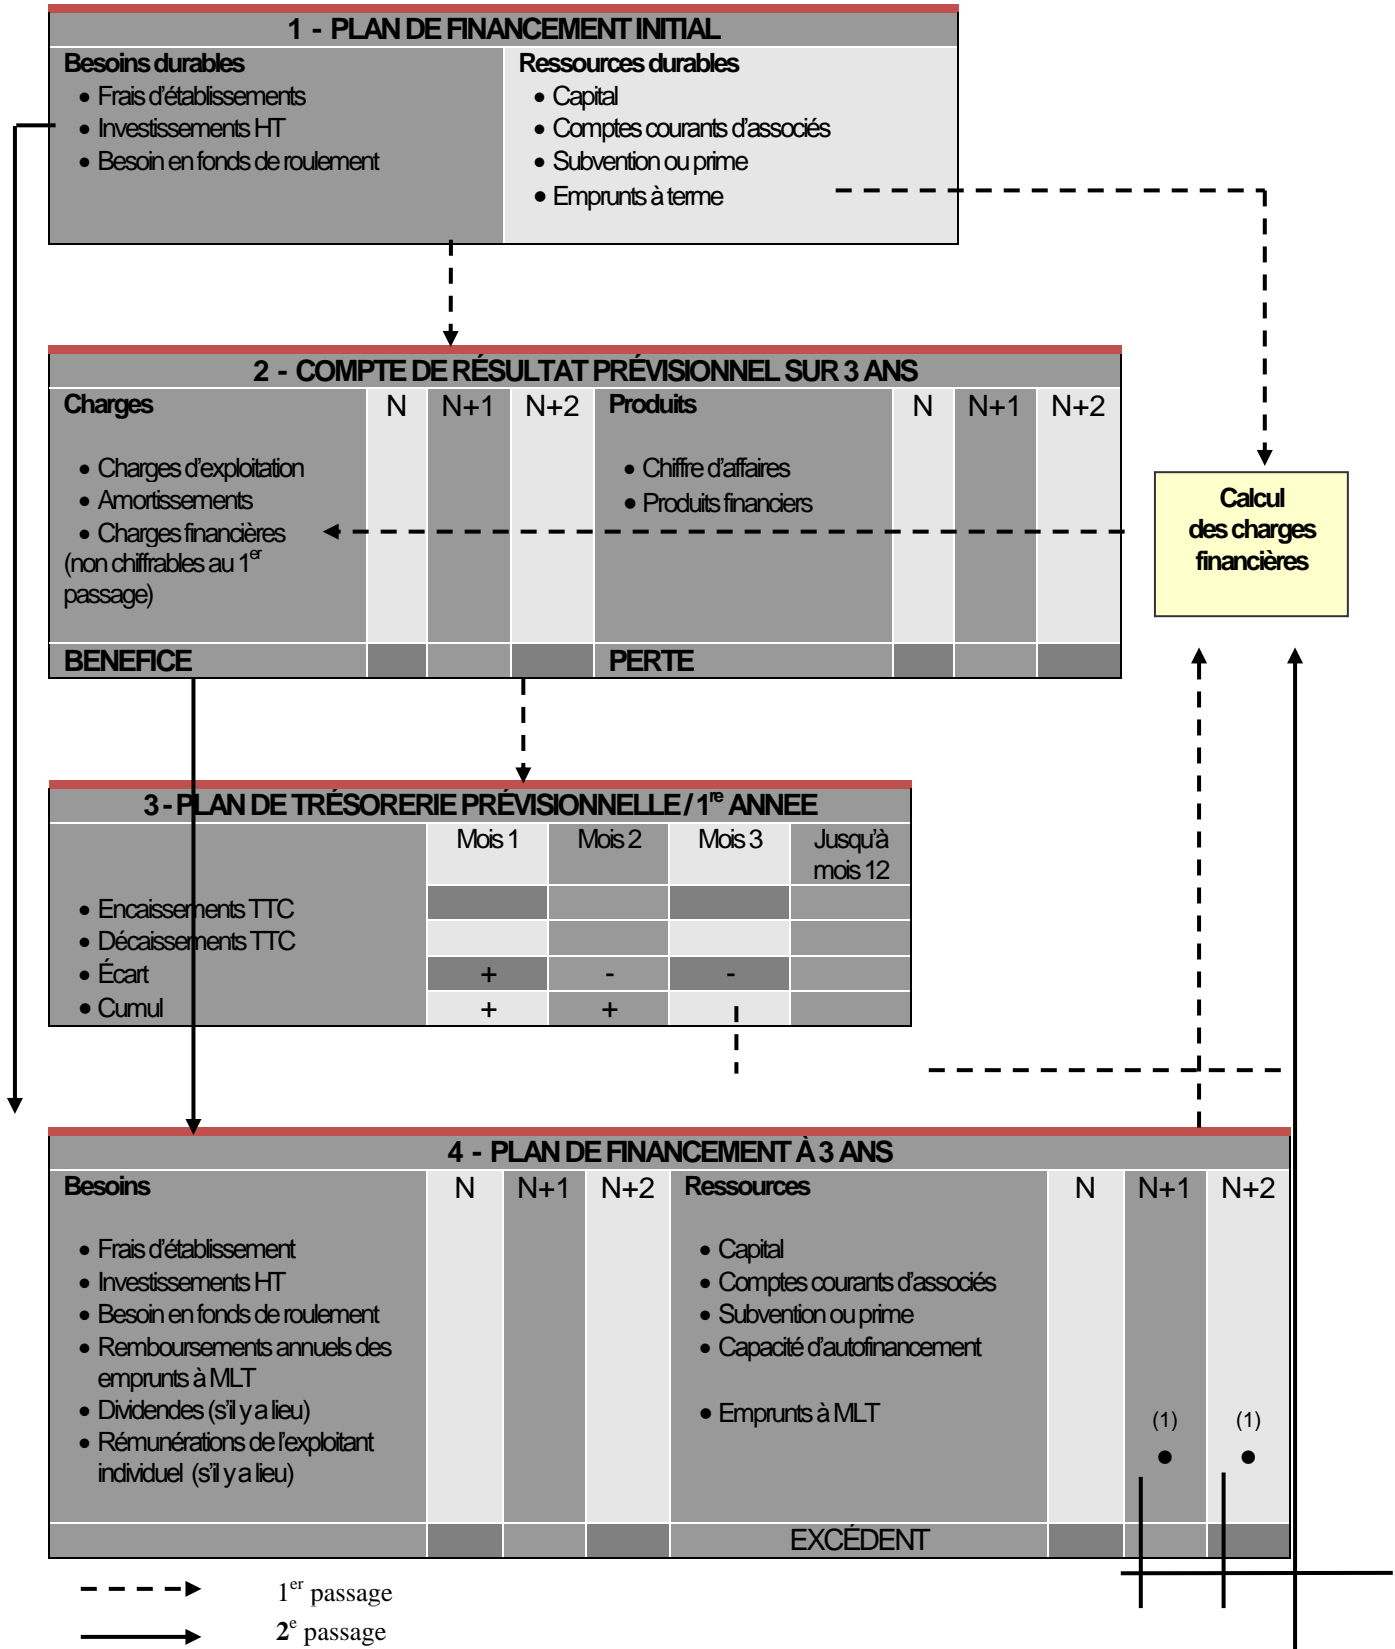 1 - PLAN DE FINANCEMENT INITIAL
Besoins durables
• Frais d'établissements
• Investissements HT
• Besoin en fonds de roulement
Ressources durables
• Capital
• Comptes courants d'associés
• Subvention ou prime
• Emprunts à terme
2 - COMPTE DE RÉSULTAT PRÉVISIONNEL SUR 3 ANS
Charges N N+1 N+2 Produits N N+1 N+2
• Charges d'exploitation
• Amortissements
• Charges financières
(non chiffrables au 1er
passage)
• Chiffre d'affaires
• Produits financiers
BENEFICE PERTE
Calcul
des charges
financières
3 - PLAN DE TRÉSORERIE PRÉVISIONNELLE / 1re ANNEE
Mois 1 Mois 2 Mois 3 Jusqu'à
mois 12
• Encaissements TTC
• Décaissements TTC
• Écart + - -
• Cumul + +
4 - PLAN DE FINANCEMENT À 3 ANS
Besoins N N+1 N+2 Ressources N N+1 N+2
• Frais d'établissement
• Investissements HT
• Besoin en fonds de roulement
• Remboursements annuels des
emprunts à MLT
• Dividendes (s'il y a lieu)
• Rémunérations de l'exploitant
individuel (s'il y a lieu)
• Capital
• Comptes courants d'associés
• Subvention ou prime
• Capacité d'autofinancement
• Emprunts à MLT (1) (1)
• •
EXCÉDENT
1er passage
2e passage